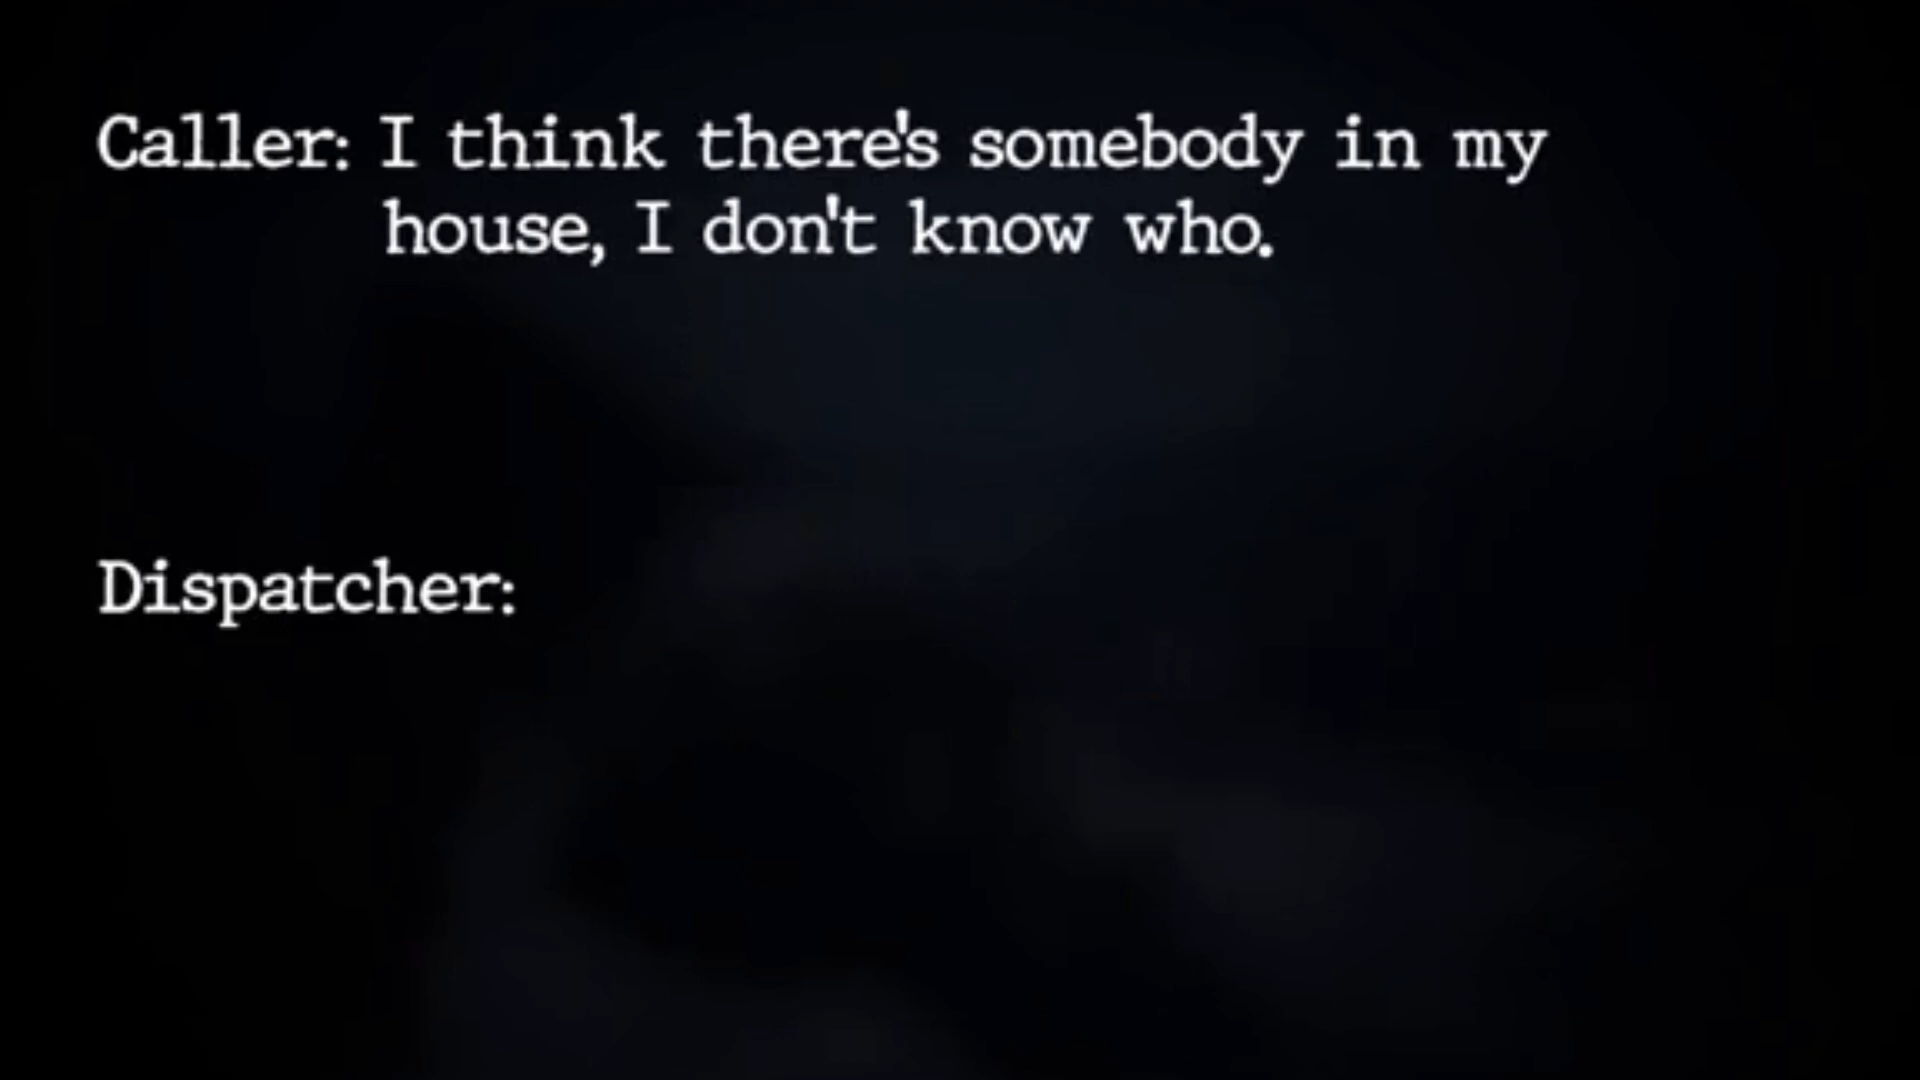 Caller: I think there's somebody in my
house, I don't know who.
Dispatcher: